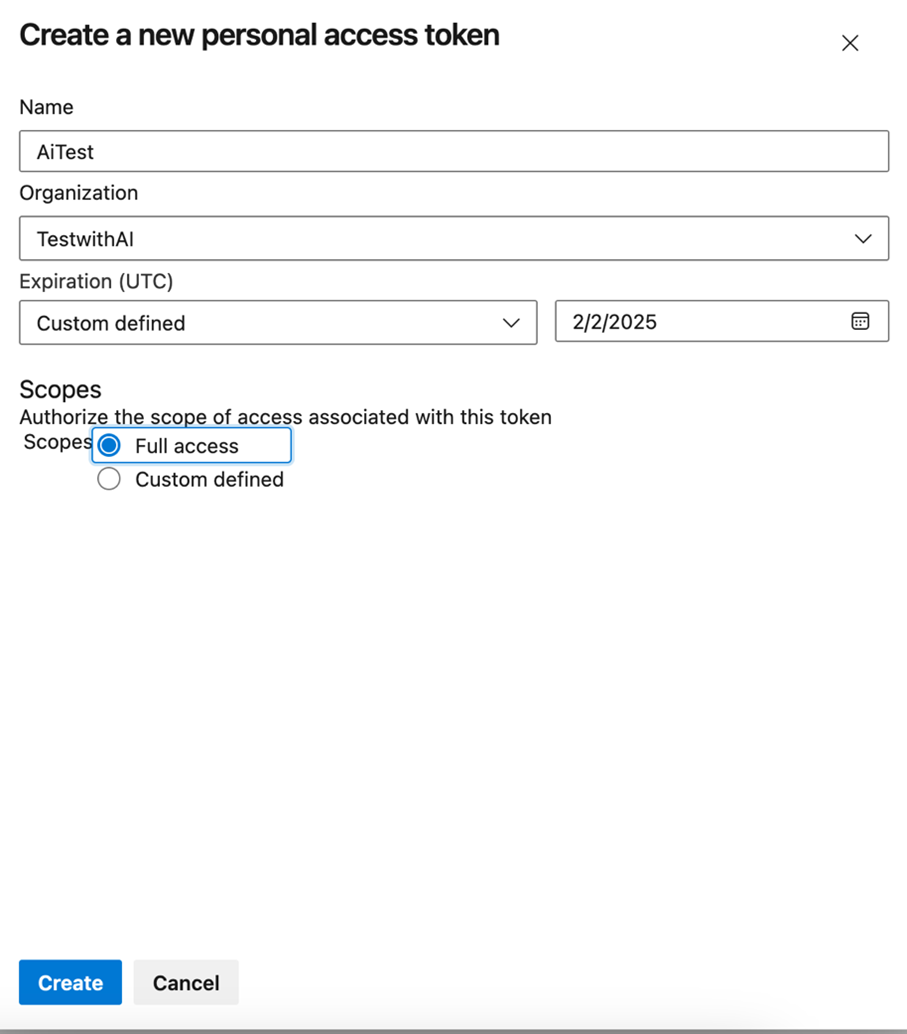 Create a new personal access token
Name
AiTest
Organization
TestwithAI
Expiration (UTC)
Custom defined
2/2/2025
Scopes
Authorize the scope of access associated with this token
Scopes
Full access
Custom defined
Create
Cancel